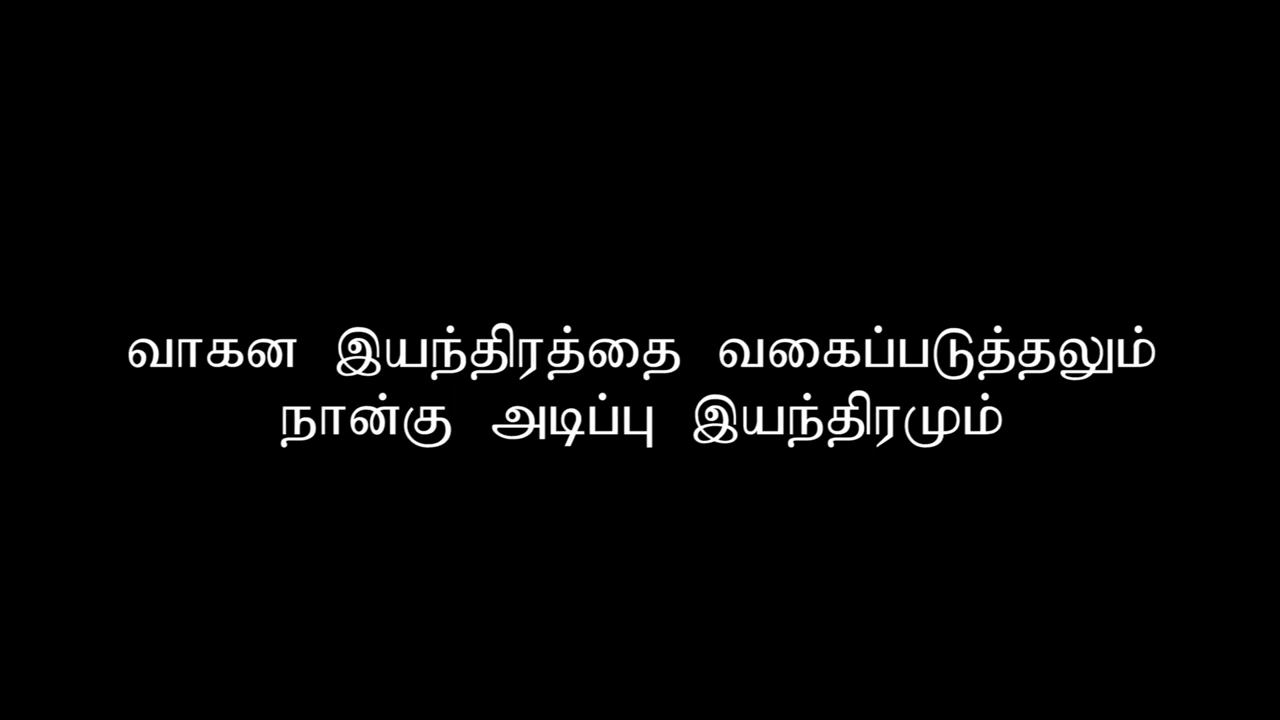 வாகன இயந்திரத்தை வகைப்படுத்தலும்
நான்கு அடிப்பு இயந்திரமும்